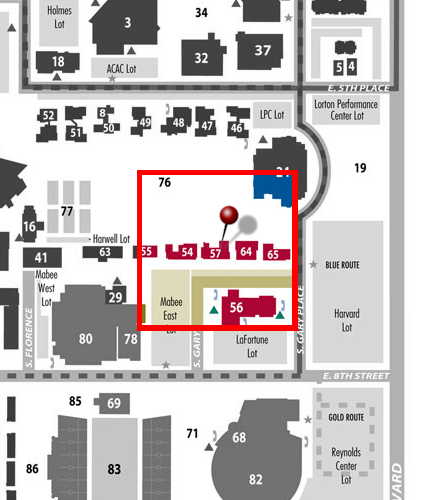 Holmes
Lot
3
34
37
32
18
ACAC Lot
5 4
E. 5TH PLACE
Lorton Performance
Center Lot
LPC Lot
52
51
8
50
49
48
47
46
24
19
76
77
16
Harwell Lot
41
63
55
54
57
64
65
BLUE ROUTE
Mabee
West
Lot
29
Mabee
East
Lot
56
Harvard
Lot
S. FLORENCE
80
78
S. GARY
LaFortune
Lot
S. GARY PLACE
E. 8TH STREET
85
69
71
68
GOLD ROUTE
86
83
82
Reynolds
Center
Lot